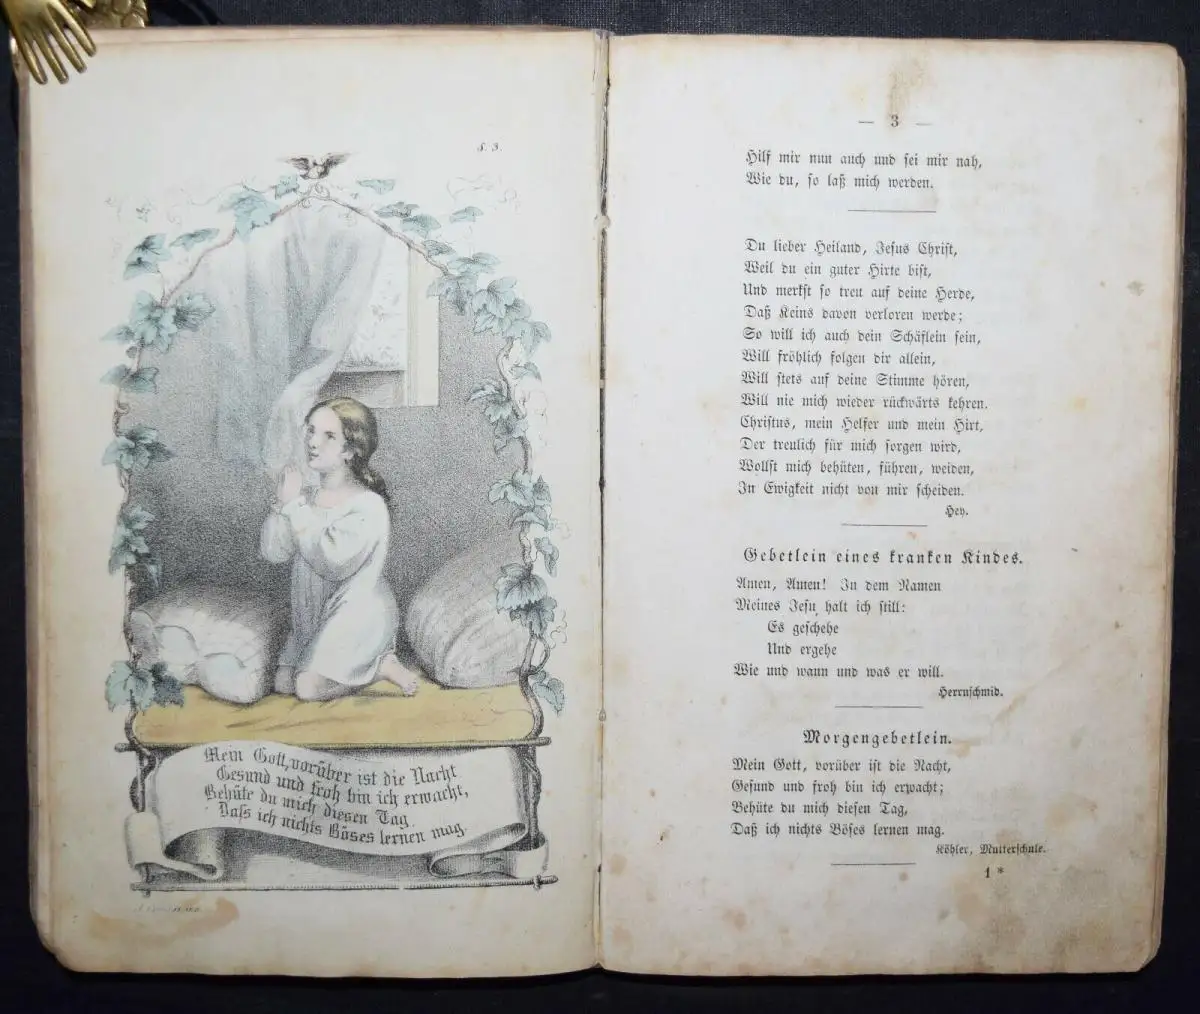 S. 3.
Mein Gott, vorüber ist die Nacht
Gesund und froh bin ich erwacht,
Behüte du mich diesen Tag
Dass ich nichts Böses lernen mag.
— 3 —
Hilf mir nun auch und sei mir nah,
Wie du, so laß mich werden.
Du lieber Heiland, Jesus Christ,
Weil du ein guter Hirte bist,
Und merkst so treu auf deine Herde,
Daß Keins davon verloren werde;
So will ich auch dein Schäflein sein,
Will fröhlich folgen dir allein,
Will stets auf deine Stimme hören,
Will nie mich wieder rückwärts kehren.
Christus, mein Helfer und mein Hirt,
Der treulich für mich sorgen wird,
Wollst mich behüten, führen, weiden,
In Ewigkeit nicht von mir scheiden.
Hey.
Gebetlein eines kranken Kindes.
Amen, Amen! In dem Namen
Meines Jesu halt ich still:
Es geschehe
Und ergehe
Wie und wann und was er will.
Herrnschmid.
Morgengebetlein.
Mein Gott, vorüber ist die Nacht,
Gesund und froh bin ich erwacht;
Behüte du mich diesen Tag,
Daß ich nichts Böses lernen mag.
Köhler, Mutterschule.
1 *